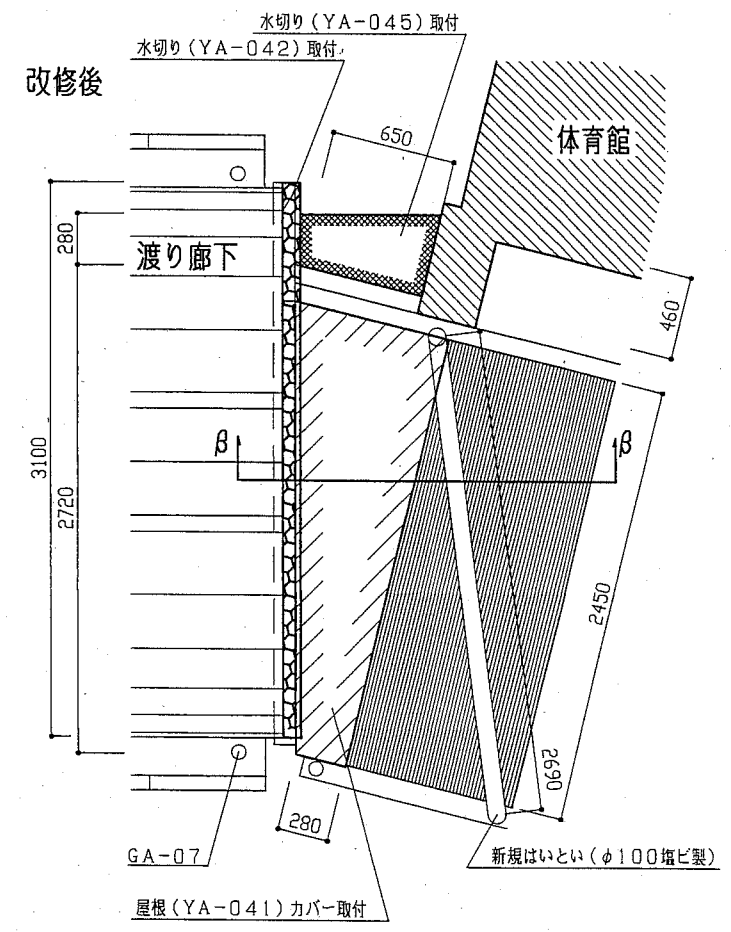 水切り(YA-045)取付
水切り(YA-042)取付
改修後
650
体育館
280
渡り廊下
460
3100
2720
β
β
2450
2690
280
GA-07
新規はいとい(φ100塩ビ製)
屋根(YA-041)カバー取付